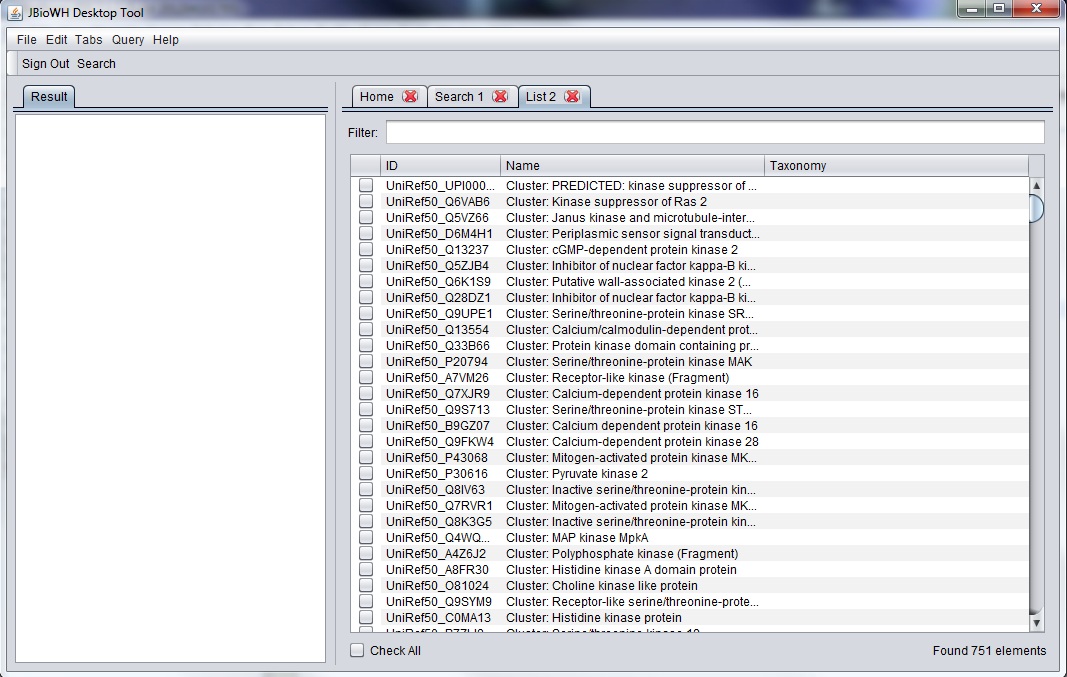 JBioWH Desktop Tool
File Edit Tabs Query Help
Sign Out Search
Result
Home Search 1 List 2
Filter:
ID Name Taxonomy
UniRef50_UPI000... Cluster: PREDICTED: kinase suppressor of ...
UniRef50_Q6VAB6 Cluster: Kinase suppressor of Ras 2
UniRef50_Q5VZ66 Cluster: Janus kinase and microtubule-inter...
UniRef50_D6M4H1 Cluster: Periplasmic sensor signal transduct...
UniRef50_Q13237 Cluster: cGMP-dependent protein kinase 2
UniRef50_Q5ZJB4 Cluster: Inhibitor of nuclear factor kappa-B ki...
UniRef50_Q6K1S9 Cluster: Putative wall-associated kinase 2 (...
UniRef50_Q28DZ1 Cluster: Inhibitor of nuclear factor kappa-B ki...
UniRef50_Q9UPE1 Cluster: Serine/threonine-protein kinase SR...
UniRef50_Q13554 Cluster: Calcium/calmodulin-dependent prot...
UniRef50_Q33B66 Cluster: Protein kinase domain containing pr...
UniRef50_P20794 Cluster: Serine/threonine-protein kinase MAK
UniRef50_A7VM26 Cluster: Receptor-like kinase (Fragment)
UniRef50_Q7XJR9 Cluster: Calcium-dependent protein kinase 16
UniRef50_Q9S713 Cluster: Serine/threonine-protein kinase ST...
UniRef50_B9GZ07 Cluster: Calcium dependent protein kinase 16
UniRef50_Q9FKW4 Cluster: Calcium-dependent protein kinase 28
UniRef50_P43068 Cluster: Mitogen-activated protein kinase MK...
UniRef50_P30616 Cluster: Pyruvate kinase 2
UniRef50_Q8IV63 Cluster: Inactive serine/threonine-protein kin...
UniRef50_Q7RVR1 Cluster: Mitogen-activated protein kinase MK...
UniRef50_Q8K3G5 Cluster: Inactive serine/threonine-protein kin...
UniRef50_Q4WQ... Cluster: MAP kinase MpkA
UniRef50_A4Z6J2 Cluster: Polyphosphate kinase (Fragment)
UniRef50_A8FR30 Cluster: Histidine kinase A domain protein
UniRef50_O81024 Cluster: Choline kinase like protein
UniRef50_Q9SYM9 Cluster: Receptor-like serine/threonine-prote...
UniRef50_C0MA13 Cluster: Histidine kinase protein
Check All Found 751 elements